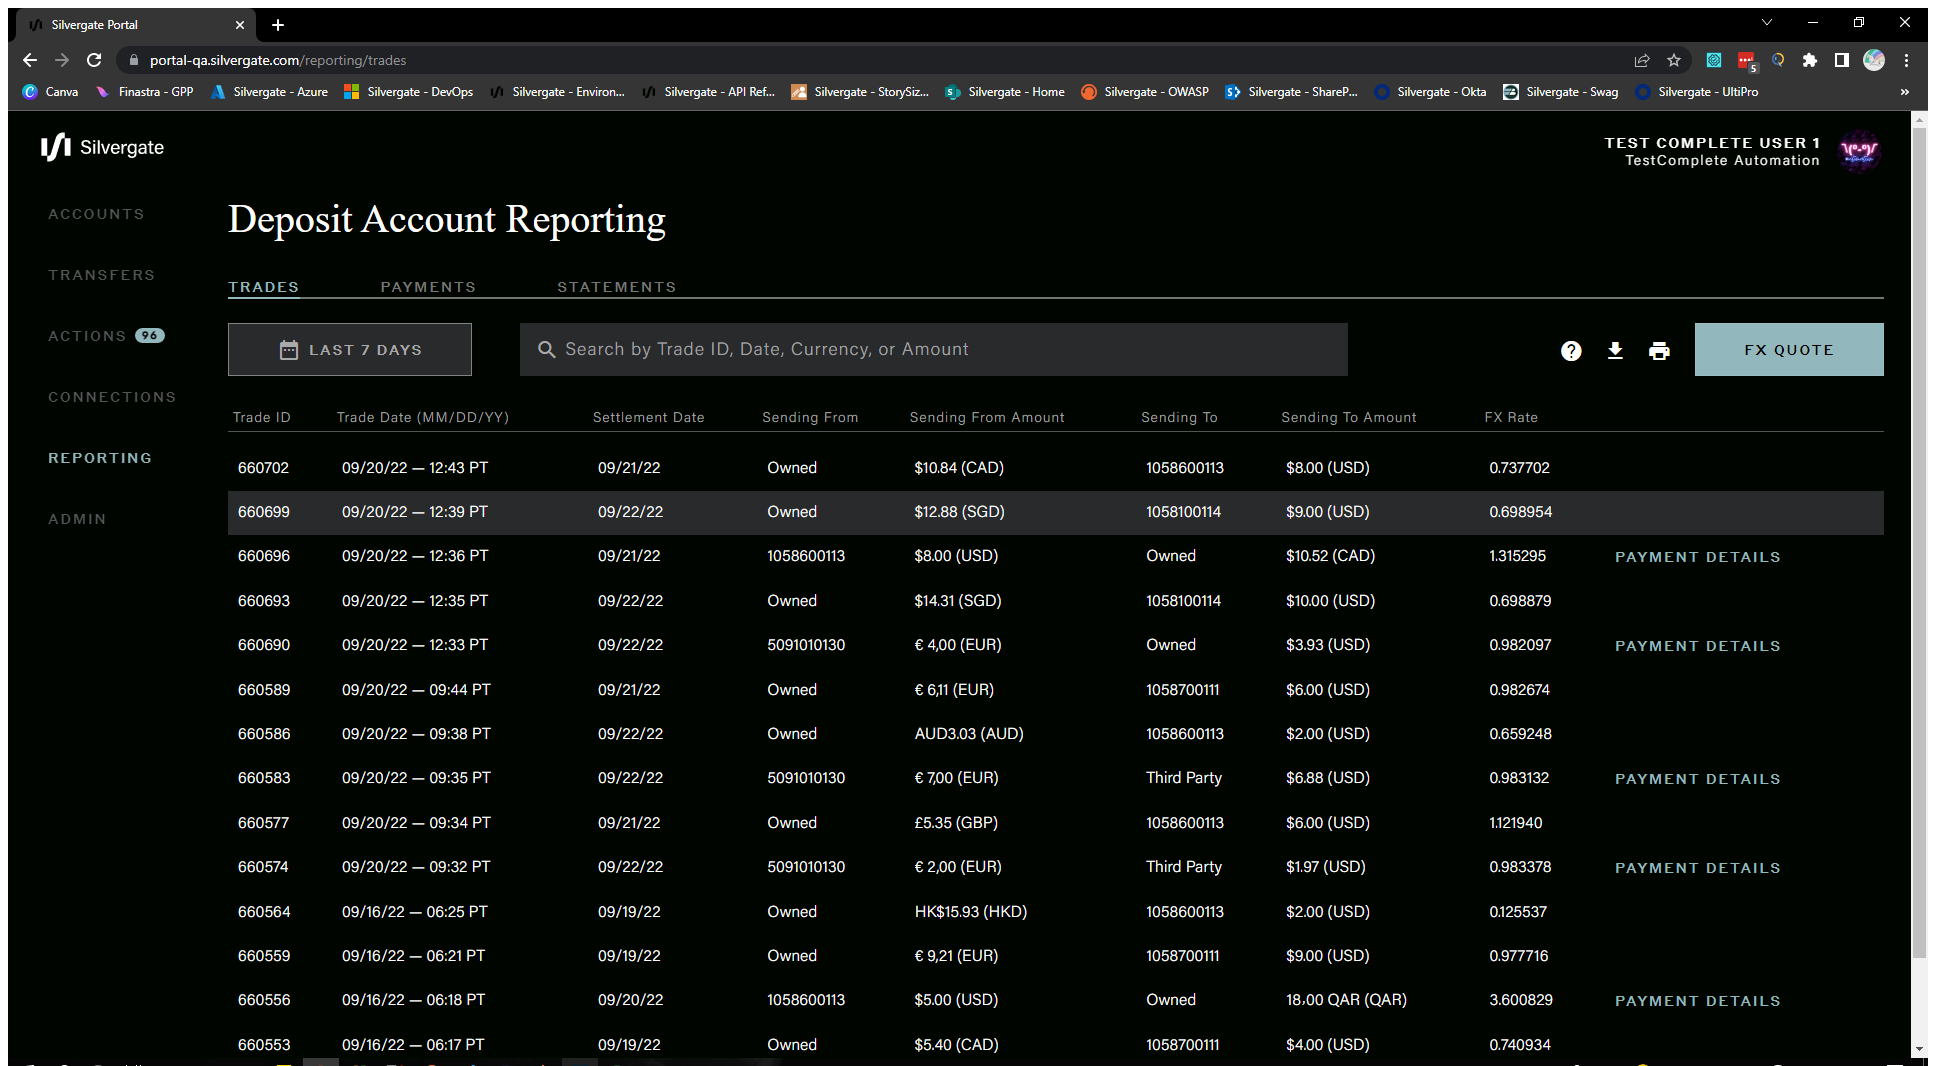 Silvergate Portal
portal-qa.silvergate.com/reporting/trades
5
Canva Finastra - GPP Silvergate - Azure Silvergate - DevOps Silvergate - Environ... Silvergate - API Ref... Silvergate - StorySiz... Silvergate - Home Silvergate - OWASP Silvergate - ShareP... Silvergate - Okta Silvergate - Swag Silvergate - UltiPro »
Silvergate
TEST COMPLETE USER 1
TestComplete Automation
ACCOUNTS
TRANSFERS
ACTIONS 96
CONNECTIONS
REPORTING
ADMIN
Deposit Account Reporting
TRADES PAYMENTS STATEMENTS
LAST 7 DAYS Search by Trade ID, Date, Currency, or Amount FX QUOTE
Trade ID Trade Date (MM/DD/YY) Settlement Date Sending From Sending From Amount Sending To Sending To Amount FX Rate
660702 09/20/22 — 12:43 PT 09/21/22 Owned $10.84 (CAD) 1058600113 $8.00 (USD) 0.737702
660699 09/20/22 — 12:39 PT 09/22/22 Owned $12.88 (SGD) 1058100114 $9.00 (USD) 0.698954
660696 09/20/22 — 12:36 PT 09/21/22 1058600113 $8.00 (USD) Owned $10.52 (CAD) 1.315295 PAYMENT DETAILS
660693 09/20/22 — 12:35 PT 09/22/22 Owned $14.31 (SGD) 1058100114 $10.00 (USD) 0.698879
660690 09/20/22 — 12:33 PT 09/22/22 5091010130 € 4,00 (EUR) Owned $3.93 (USD) 0.982097 PAYMENT DETAILS
660589 09/20/22 — 09:44 PT 09/21/22 Owned € 6,11 (EUR) 1058700111 $6.00 (USD) 0.982674
660586 09/20/22 — 09:38 PT 09/22/22 Owned AUD3.03 (AUD) 1058600113 $2.00 (USD) 0.659248
660583 09/20/22 — 09:35 PT 09/22/22 5091010130 € 7,00 (EUR) Third Party $6.88 (USD) 0.983132 PAYMENT DETAILS
660577 09/20/22 — 09:34 PT 09/21/22 Owned £5.35 (GBP) 1058600113 $6.00 (USD) 1.121940
660574 09/20/22 — 09:32 PT 09/22/22 5091010130 € 2,00 (EUR) Third Party $1.97 (USD) 0.983378 PAYMENT DETAILS
660564 09/16/22 — 06:25 PT 09/19/22 Owned HK$15.93 (HKD) 1058600113 $2.00 (USD) 0.125537
660559 09/16/22 — 06:21 PT 09/19/22 Owned € 9,21 (EUR) 1058700111 $9.00 (USD) 0.977716
660556 09/16/22 — 06:18 PT 09/20/22 1058600113 $5.00 (USD) Owned 18,00 QAR (QAR) 3.600829 PAYMENT DETAILS
660553 09/16/22 — 06:17 PT 09/19/22 Owned $5.40 (CAD) 1058700111 $4.00 (USD) 0.740934